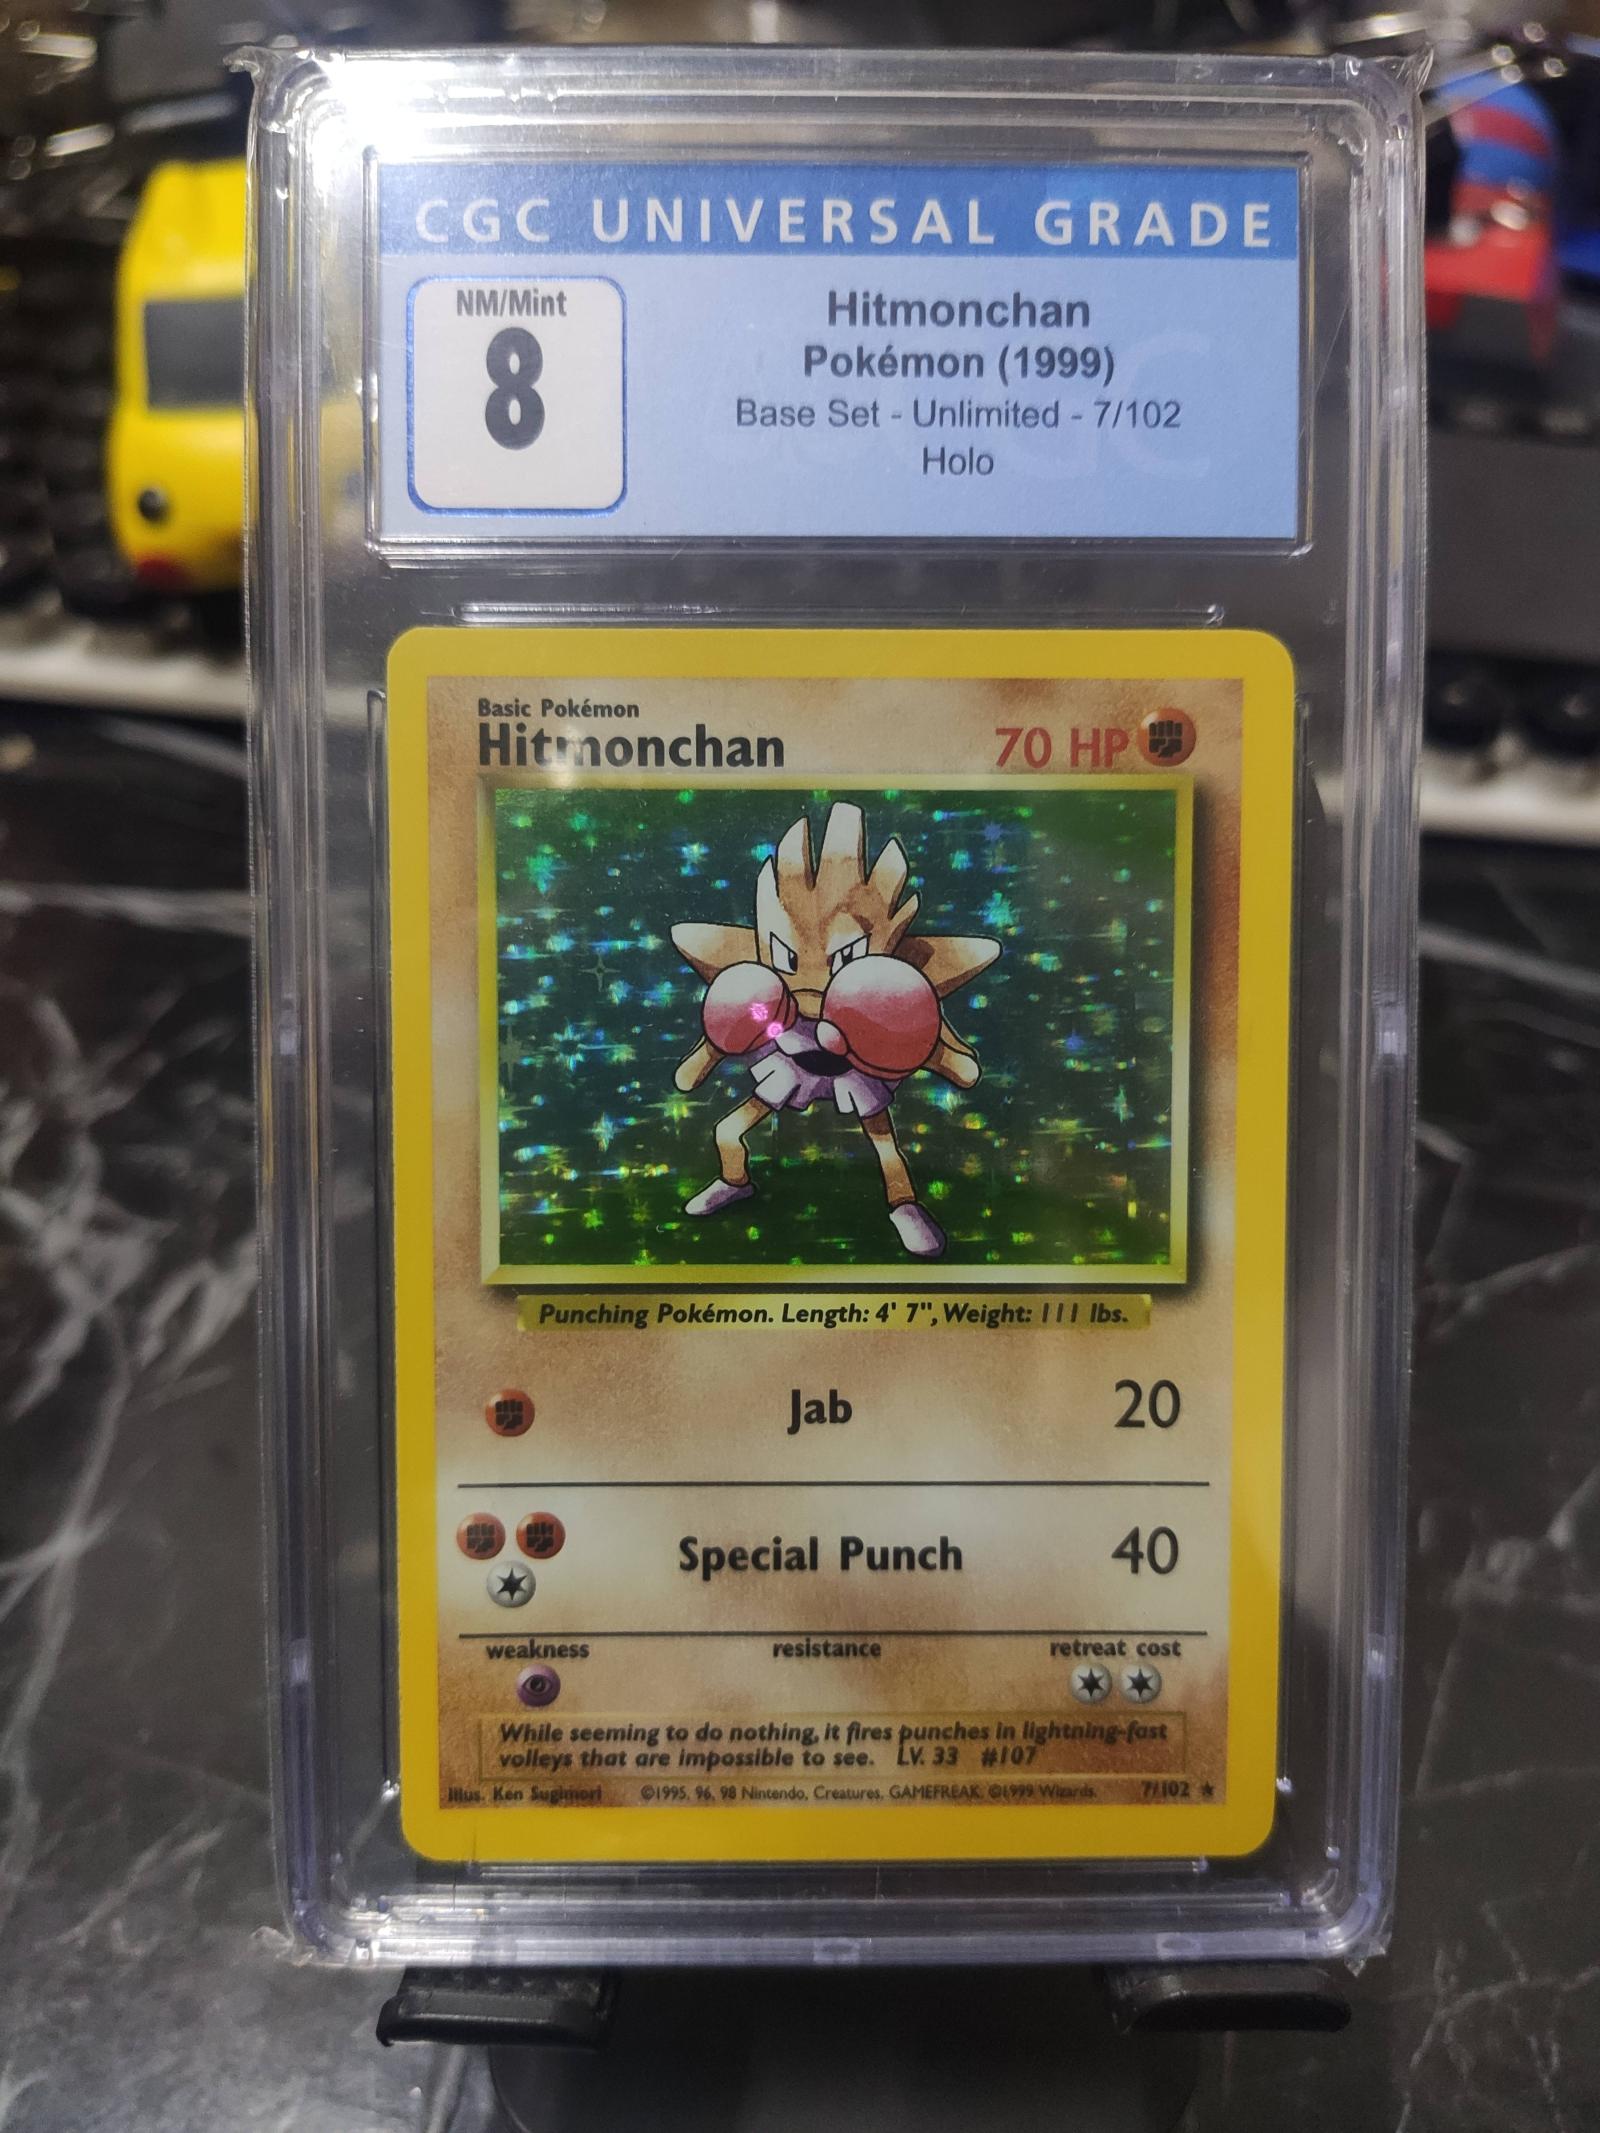 CGC UNIVERSAL GRADE
NM/Mint
8
Hitmonchan
Pokémon (1999)
Base Set - Unlimited - 7/102
Holo
Basic Pokémon
Hitmonchan 70 HP
Punching Pokémon. Length: 4' 7", Weight: 111 lbs.
Jab 20
Special Punch 40
weakness resistance retreat cost
While seeming to do nothing, it fires punches in lightning-fast
volleys that are impossible to see. LV. 33 #107
Illus. Ken Sugimori ©1995, 96, 98 Nintendo, Creatures, GAMEFREAK. ©1999 Wizards. 7/102 ★